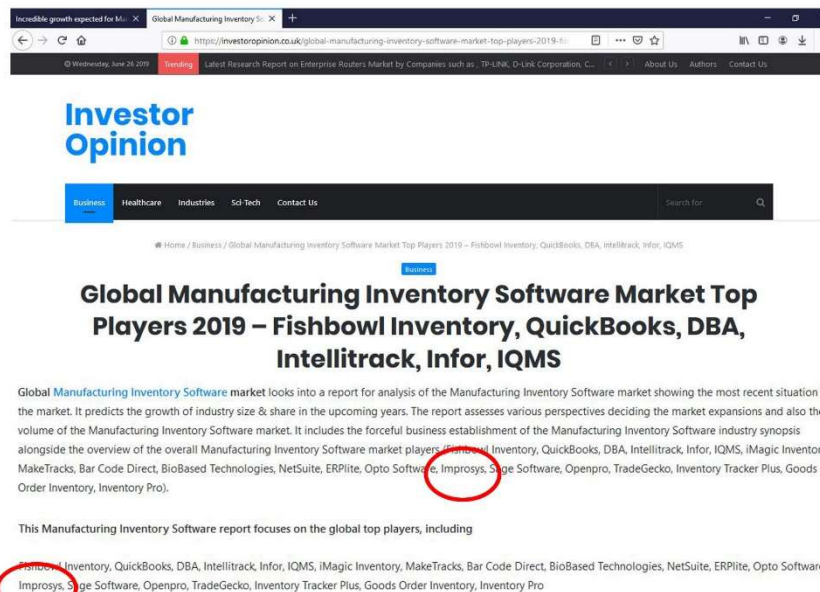 Incredible growth expected for Ma
Global Manufacturing Inventory So
https://investoropinion.co.uk/global-manufacturing-inventory-software-market-top-players-2019-fis
Wednesday, June 26 2019
Trending
Latest Research Report on Enterprise Routers Market by Companies such as , TP-LINK, D-Link Corporation, C...
About Us Authors Contact Us
Investor
Opinion
Business Healthcare Industries Sci-Tech Contact Us
Search for
Home / Business / Global Manufacturing Inventory Software Market Top Players 2019 – Fishbowl Inventory, QuickBooks, DBA, Intellitrack, Infor, IQMS
Business
Global Manufacturing Inventory Software Market Top
Players 2019 – Fishbowl Inventory, QuickBooks, DBA,
Intellitrack, Infor, IQMS
Global Manufacturing Inventory Software market looks into a report for analysis of the Manufacturing Inventory Software market showing the most recent situation
the market. It predicts the growth of industry size & share in the upcoming years. The report assesses various perspectives deciding the market expansions and also the
volume of the Manufacturing Inventory Software market. It includes the forceful business establishment of the Manufacturing Inventory Software industry synopsis
alongside the overview of the overall Manufacturing Inventory Software market players (Fishbowl Inventory, QuickBooks, DBA, Intellitrack, Infor, IQMS, iMagic Inventor
MakeTracks, Bar Code Direct, BioBased Technologies, NetSuite, ERPlite, Opto Software, Improsys, Sage Software, Openpro, TradeGecko, Inventory Tracker Plus, Goods
Order Inventory, Inventory Pro).
This Manufacturing Inventory Software report focuses on the global top players, including
Fishbowl Inventory, QuickBooks, DBA, Intellitrack, Infor, IQMS, iMagic Inventory, MakeTracks, Bar Code Direct, BioBased Technologies, NetSuite, ERPlite, Opto Software
Improsys, Sage Software, Openpro, TradeGecko, Inventory Tracker Plus, Goods Order Inventory, Inventory Pro